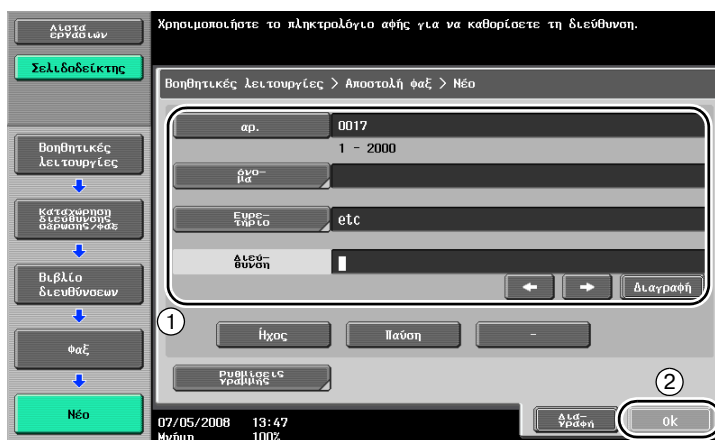 Λίστα
εργασιών
Χρησιμοποιήστε το πληκτρολόγιο αφής για να καθορίσετε τη διεύθυνση.
Σελιδοδείκτης
Βοηθητικές λειτουργίες > Αποστολή φαξ > Νέο
αρ.
0017
1 - 2000
Βοηθητικές
λειτουργίες
όνο-
μα
Καταχώρηση
διεύθυνσης
σάρωσης/φαξ
Ευρε-
τήριο
etc
Διεύ-
θυνση
Βιβλίο
διευθύνσεων
Διαγραφή
1
Ήχος
Παύση
-
Φαξ
Ρυθμίσεις
γραμμής
2
Νέο
Δια-
γραφή
ok
07/05/2008 13:47
Μνήμη 100%